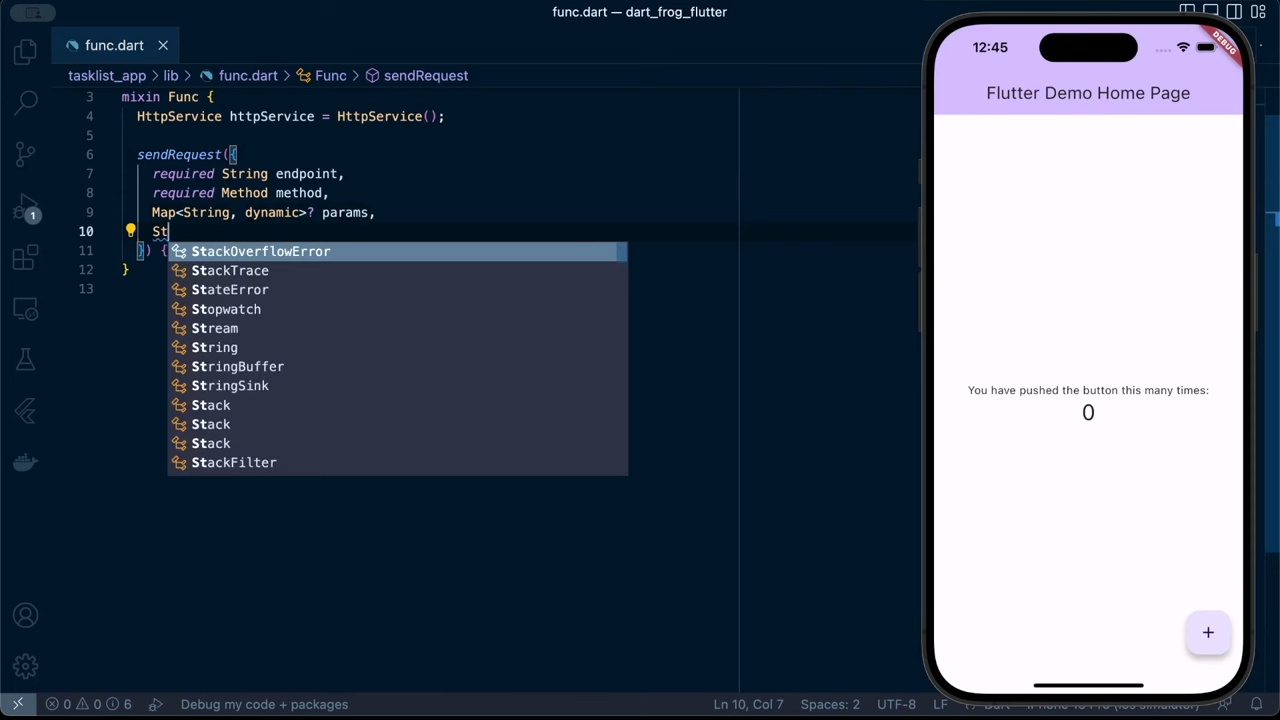 func.dart — dart_frog_flutter
func.dart
tasklist_app > lib > func.dart > Func > sendRequest
3 mixin Func {
4 HttpService httpService = HttpService();
5
6 sendRequest({
7 required String endpoint,
8 required Method method,
9 Map<String, dynamic>? params,
10 St
11 }) {
12 }
13
StackOverflowError
StackTrace
StateError
Stopwatch
Stream
String
StringBuffer
StringSink
Stack
Stack
Stack
StackFilter
1
0 0 6 Debug my code + packages
Ln 10, Col 7 Spaces: 2 UTF-8 LF
12:45
DEBUG
Flutter Demo Home Page
You have pushed the button this many times:
0
+